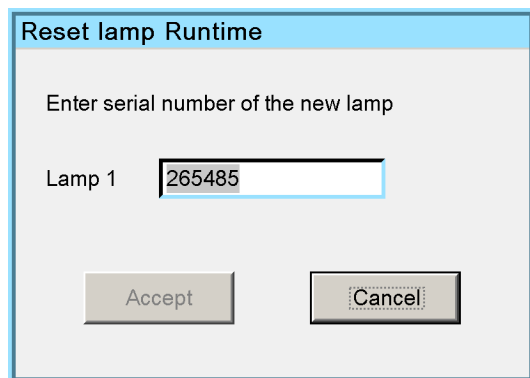 Reset lamp Runtime
Enter serial number of the new lamp
Lamp 1 265485
Accept Cancel